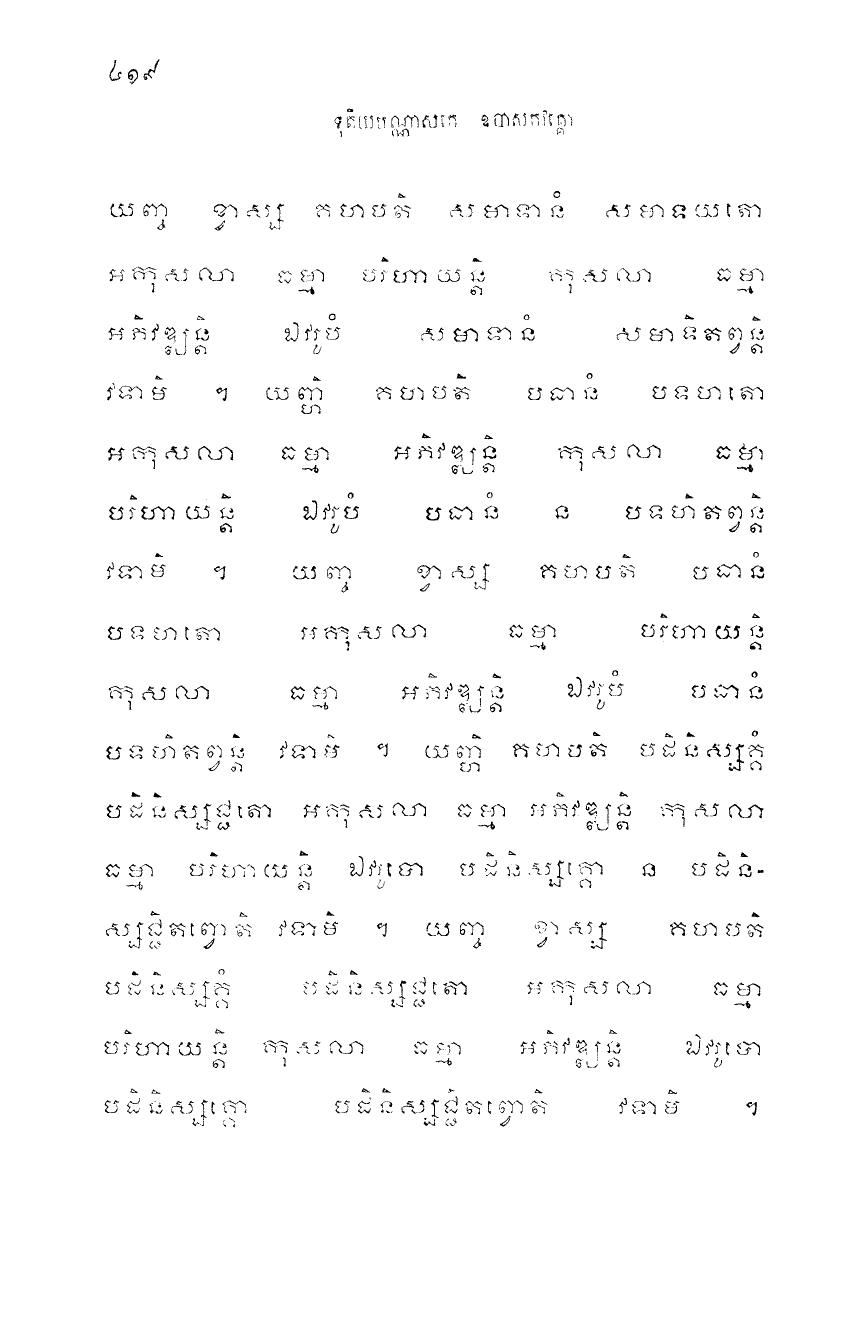 ៤១៩
ទុតិយបណ្ណាសកេ ឧបាសកវគ្គោ
យញ្ច ខ្វាស្ស គហបតិ សមាទានំ សមាទយតោ
អកុសលា ធម្មា បរិហាយន្តិ កុសលា ធម្មា
អភិវឌ្ឍន្តិ ឯវរូបំ សមាទានំ សមាទិតព្វន្តិ
វទាមិ ។ យញ្ហិ គហបតិ បធានំ បទហតោ
អកុសលា ធម្មា អភិវឌ្ឍន្តិ កុសលា ធម្មា
បរិហាយន្តិ ឯវរូបំ បធានំ ន បទហិតព្វន្តិ
វទាមិ ។ យញ្ច ខ្វាស្ស គហបតិ បធានំ
បទហតោ អកុសលា ធម្មា បរិហាយន្តិ
កុសលា ធម្មា អភិវឌ្ឍន្តិ ឯវរូបំ បធានំ
បទហិតព្វន្តិ វទាមិ ។ យញ្ហិ គហបតិ បដិនិស្សគ្គំ
បដិនិស្សជ្ជតោ អកុសលា ធម្មា អភិវឌ្ឍន្តិ កុសលា
ធម្មា បរិហាយន្តិ ឯវរូបោ បដិនិស្សគ្គោ ន បដិនិ-
ស្សជ្ជិតព្វោតិ វទាមិ ។ យញ្ច ខ្វាស្ស គហបតិ
បដិនិស្សគ្គំ បដិនិស្សជ្ជតោ អកុសលា ធម្មា
បរិហាយន្តិ កុសលា ធម្មា អភិវឌ្ឍន្តិ ឯវរូបោ
បដិនិស្សគ្គោ បដិនិស្សជ្ជិតព្វោតិ វទាមិ ។